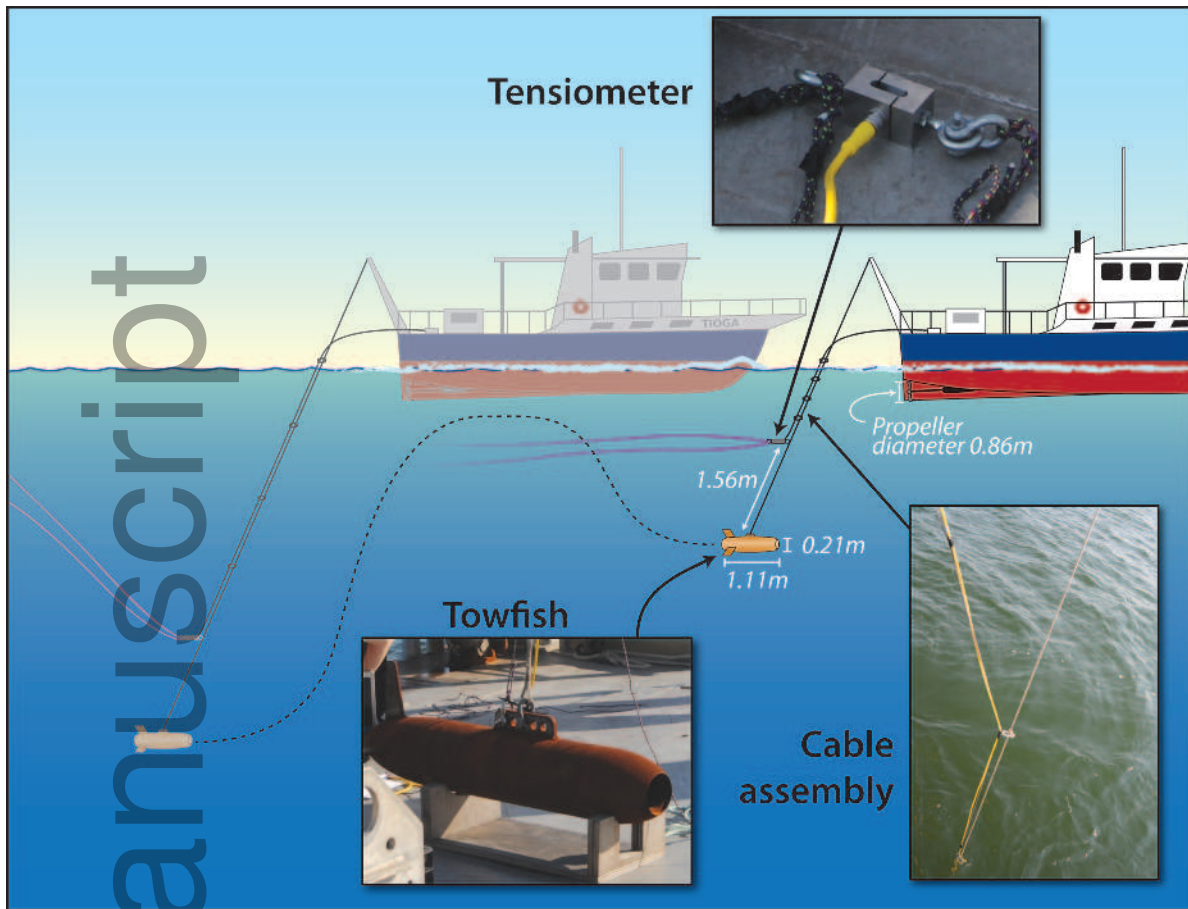 Tensiometer
TIOGA
Propeller
diameter 0.86m
1.56m
0.21m
1.11m
Towfish
Cable
assembly
anuscript